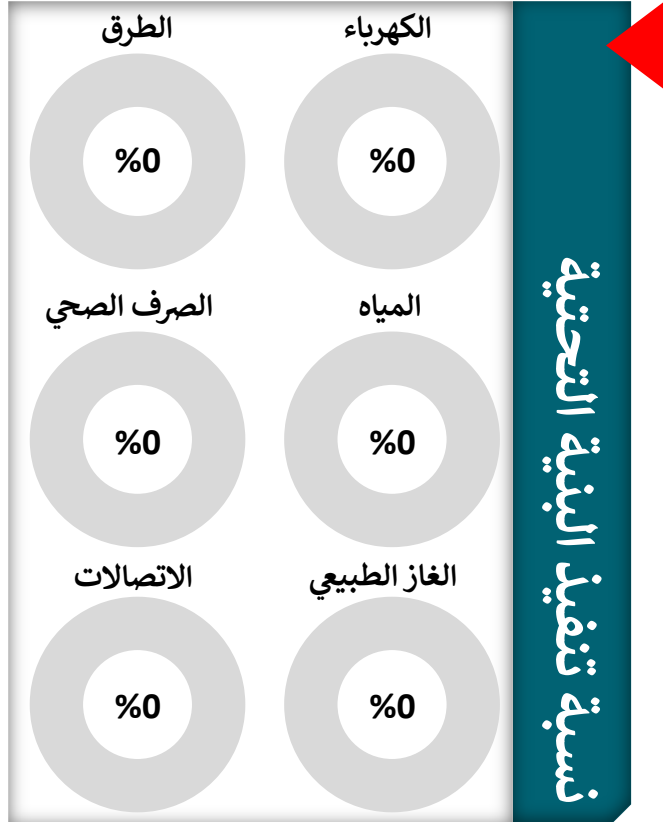 نسبة تنفيذ البنية التحتية
الكهرباء
%0
الطرق
%0
المياه
%0
الصرف الصحي
%0
الغاز الطبيعي
%0
الاتصالات
%0